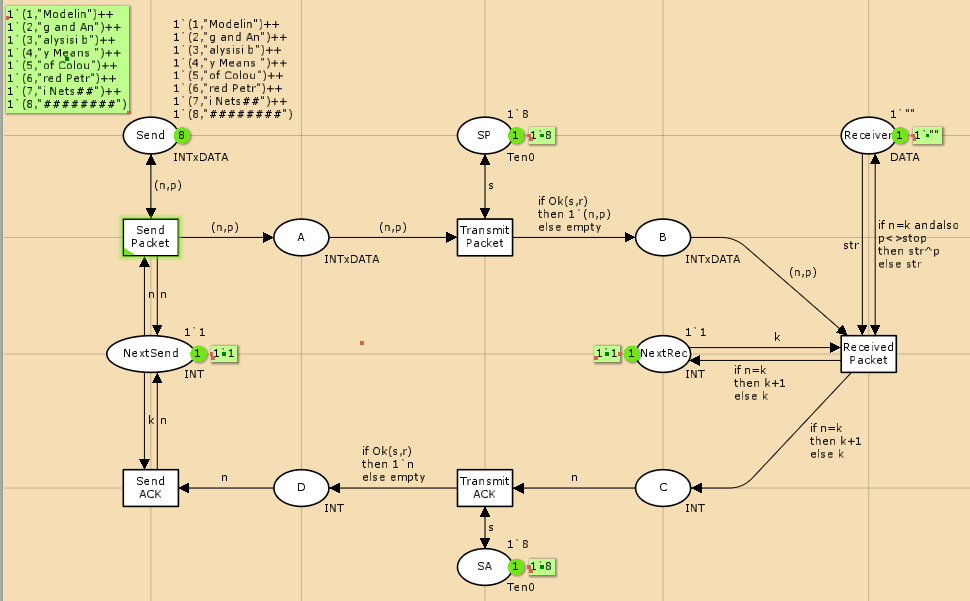 1`(1,"Modelin")++
1`(2,"g and An")++
1`(3,"alysisi b")++
1`(4,"y Means ")++
1`(5,"of Colou")++
1`(6,"red Petr")++
1`(7,"i Nets##")++
1`(8,"########")
1`(1,"Modelin")++
1`(2,"g and An")++
1`(3,"alysisi b")++
1`(4,"y Means ")++
1`(5,"of Colou")++
1`(6,"red Petr")++
1`(7,"i Nets##")++
1`(8,"########")
Send
8
INTxDATA
1`8
SP
1
1`8
Ten0
1`""
Receiver
1
1`""
DATA
(n,p)
s
Send
Packet
(n,p)
A
INTxDATA
(n,p)
Transmit
Packet
if Ok(s,r)
then 1`(n,p)
else empty
B
INTxDATA
(n,p)
str
if n=k andalso
p<>stop
then str^p
else str
n
n
1`1
NextSend
1
1`1
INT
1`1
1
1`1
NextRec
INT
k
if n=k
then k+1
else k
Received
Packet
k
n
if n=k
then k+1
else k
Send
ACK
n
D
INT
if Ok(s,r)
then 1`n
else empty
Transmit
ACK
n
C
INT
s
1`8
SA
1
1`8
Ten0